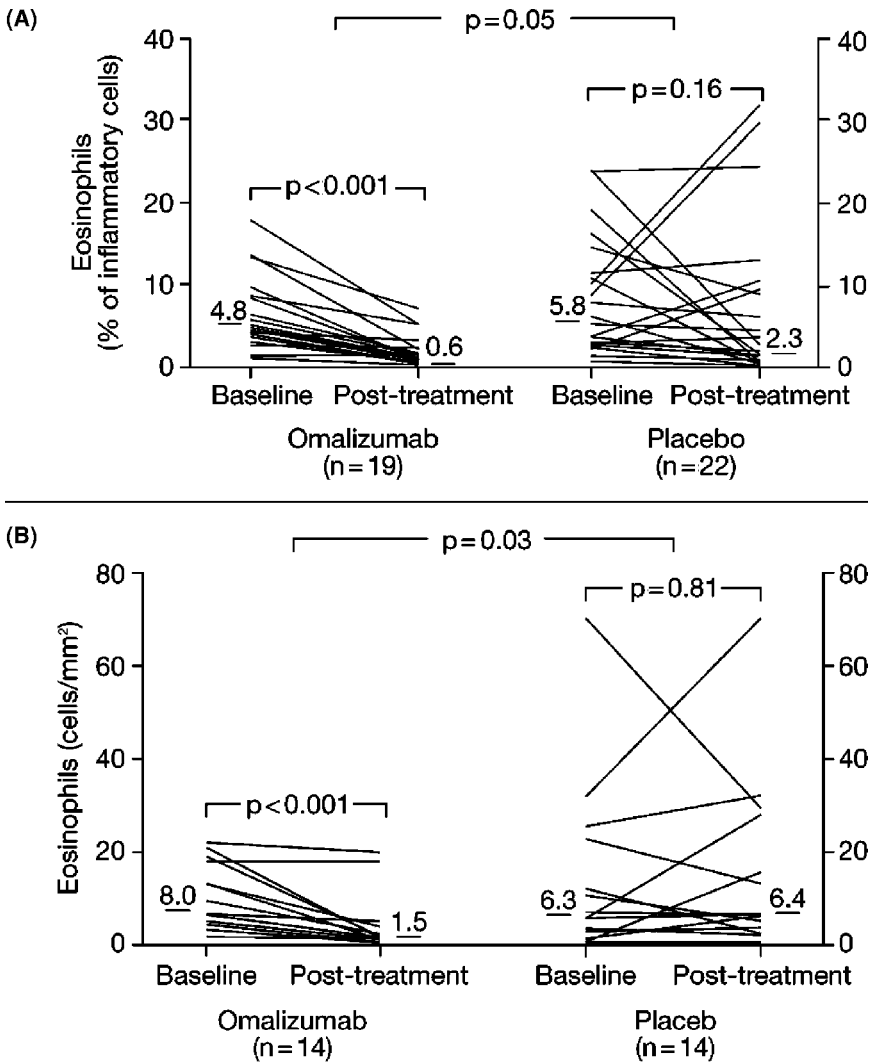 (A)
p=0.05
40
30
20
10
0
Eosinophils
(% of inflammatory cells)
p<0.001
4.8
0.6
p=0.16
5.8
2.3
40
30
20
10
0
Baseline Post-treatment
Baseline Post-treatment
Omalizumab
(n=19)
Placebo
(n=22)
(B)
p=0.03
80
60
40
20
0
Eosinophils (cells/mm²)
p<0.001
8.0
1.5
p=0.81
6.3
6.4
80
60
40
20
0
Baseline Post-treatment
Baseline Post-treatment
Omalizumab
(n=14)
Placeb
(n=14)